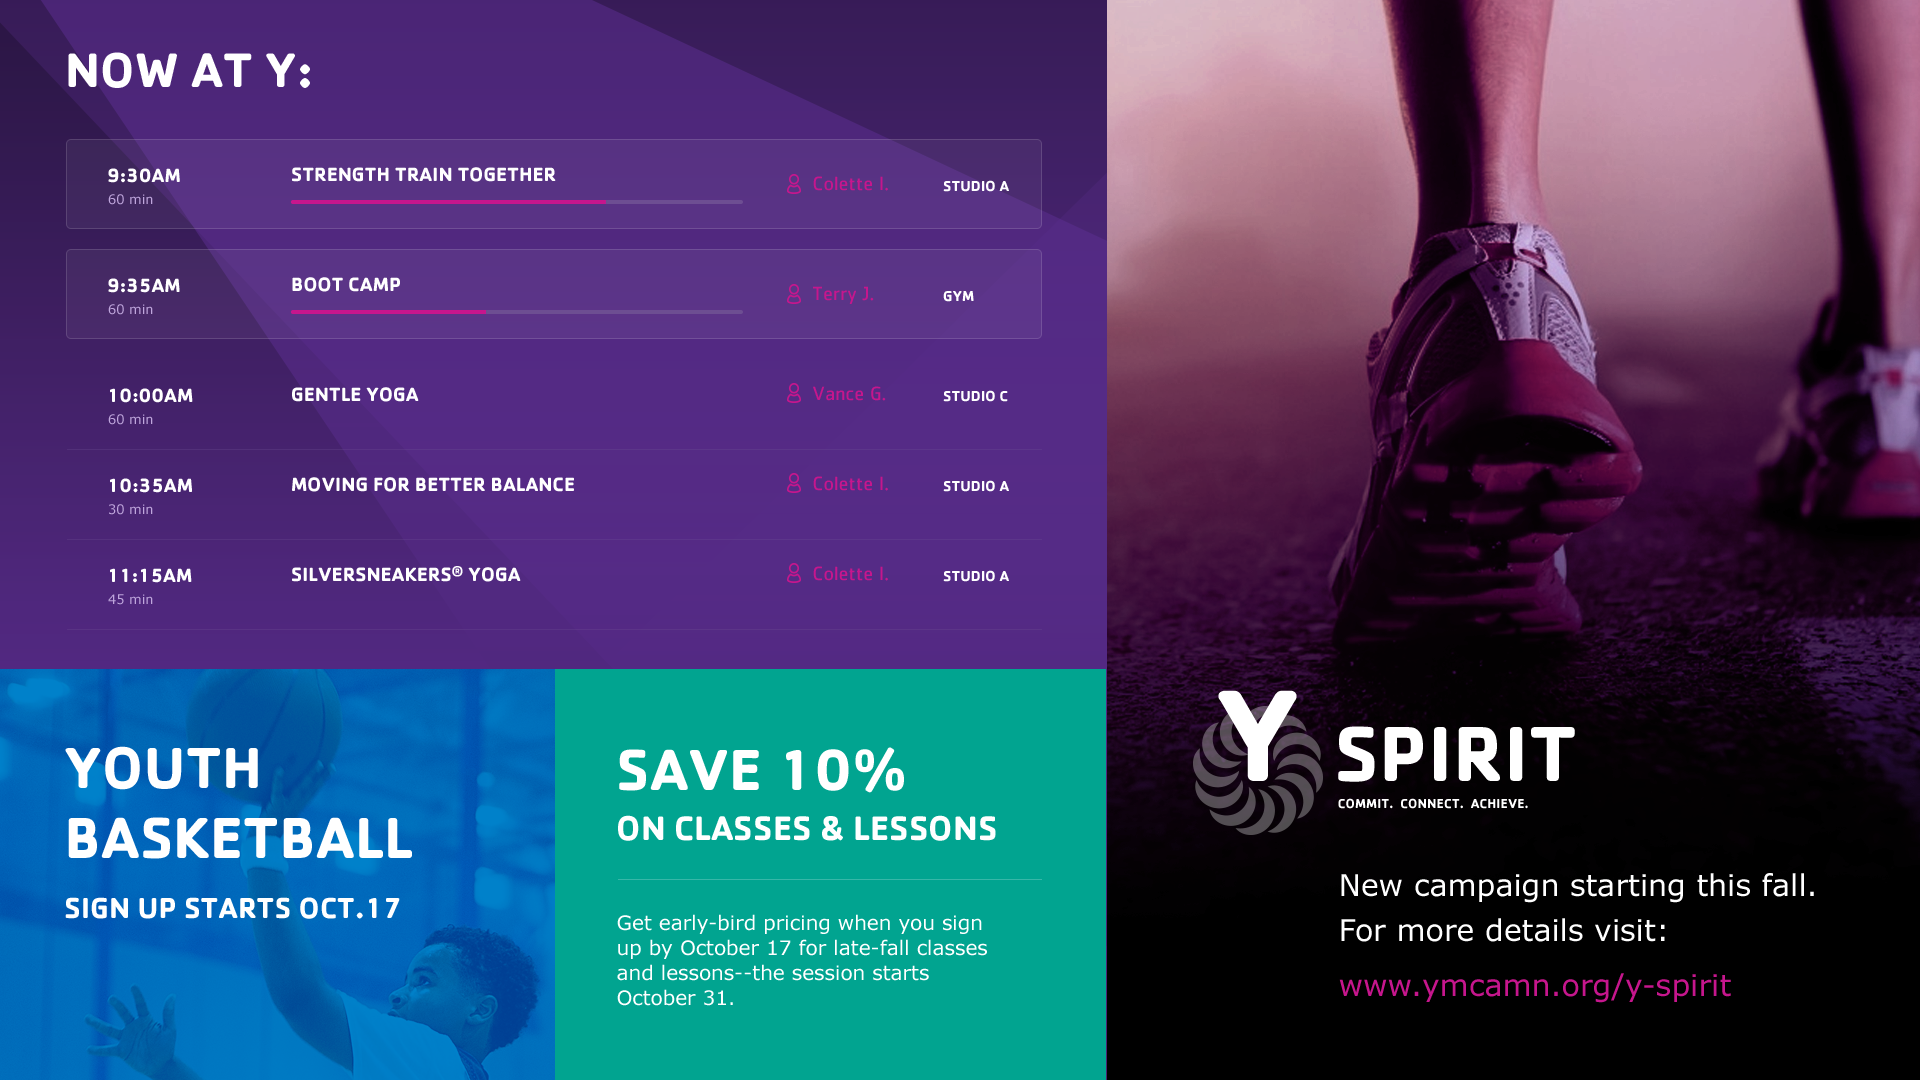 NOW AT Y:
9:30AM STRENGTH TRAIN TOGETHER Colette I. STUDIO A
60 min
9:35AM BOOT CAMP Terry J. GYM
60 min
10:00AM GENTLE YOGA Vance G. STUDIO C
60 min
10:35AM MOVING FOR BETTER BALANCE Colette I. STUDIO A
30 min
11:15AM SILVERSNEAKERS® YOGA Colette I. STUDIO A
45 min
YOUTH
BASKETBALL
SIGN UP STARTS OCT.17
SAVE 10%
ON CLASSES & LESSONS
Get early-bird pricing when you sign
up by October 17 for late-fall classes
and lessons--the session starts
October 31.
Y SPIRIT
COMMIT. CONNECT. ACHIEVE.
New campaign starting this fall.
For more details visit:
www.ymcamn.org/y-spirit